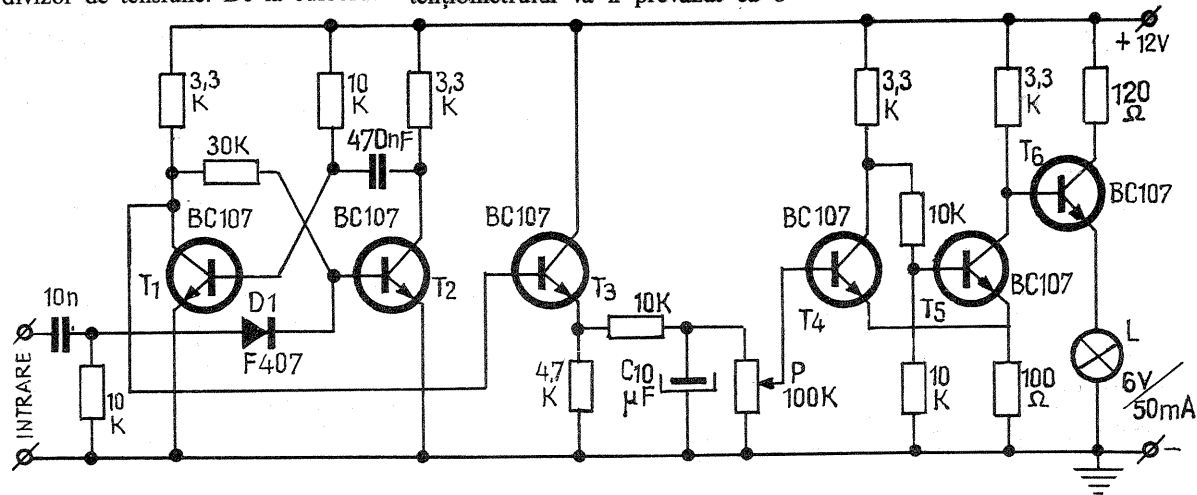 divizor de tensiune. De la
tențiometrului va fi prevăzut cu o
+ 12V
3,3
K
10
K
3,3
K
3,3
K
3,3
K
120
Ω
470nF
30K
T6
BC107
BC107
BC107
BC107
BC107
10K
BC107
T1
T2
T3
T4
T5
10n
D1
F407
10K
L
INTRARE
10
K
4,7
K
C10
μF
P
100K
10
K
100
Ω
6V/
50mA
-